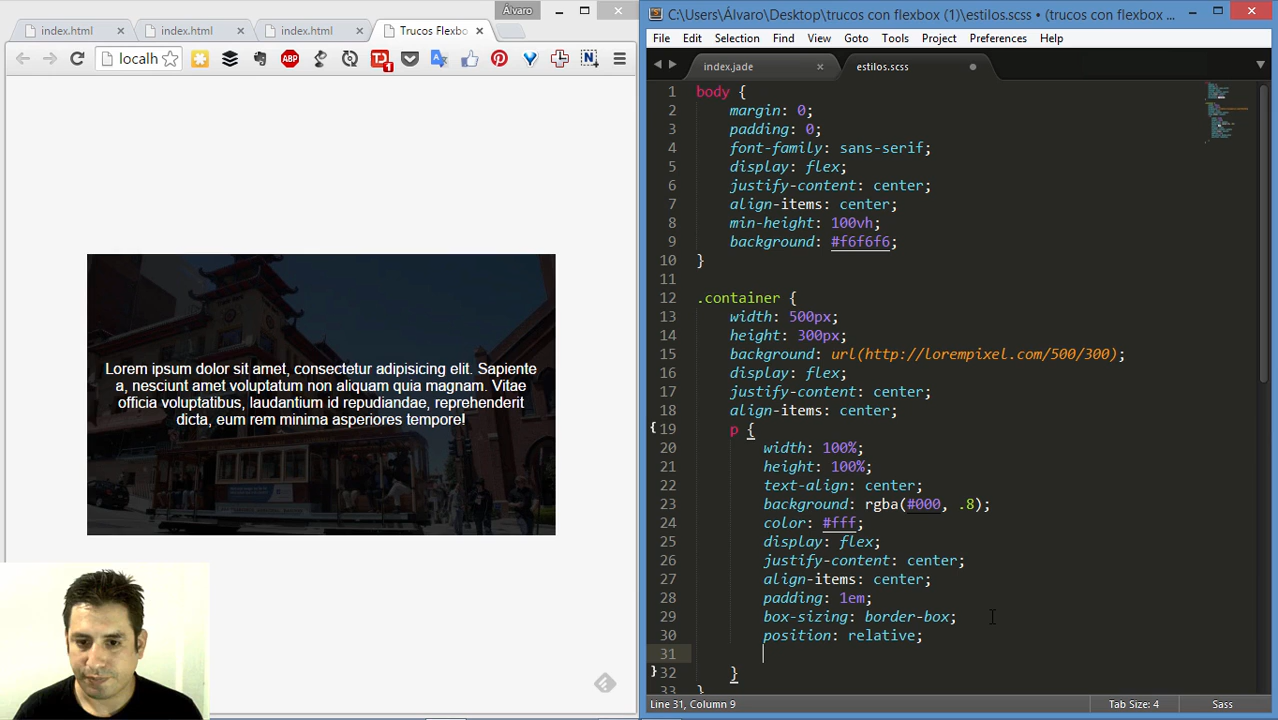 Alvaro
index.html
index.html
index.html
Trucos Flexbo
localh
ABP
TD
1
N
Lorem ipsum dolor sit amet, consectetur adipisicing elit. Sapiente
a, nesciunt amet voluptatum non aliquam quia magnam. Vitae
officia voluptatibus, laudantium id repudiandae, reprehenderit
dicta, eum rem minima asperiores tempore!
C:\Users\Álvaro\Desktop\trucos con flexbox (1)\estilos.scss • (trucos con flexbox ...
File Edit Selection Find View Goto Tools Project Preferences Help
index.jade
estilos.scss
1 body {
2 margin: 0;
3 padding: 0;
4 font-family: sans-serif;
5 display: flex;
6 justify-content: center;
7 align-items: center;
8 min-height: 100vh;
9 background: #f6f6f6;
10 }
11
12 .container {
13 width: 500px;
14 height: 300px;
15 background: url(http://lorempixel.com/500/300);
16 display: flex;
17 justify-content: center;
18 align-items: center;
19 p {
20 width: 100%;
21 height: 100%;
22 text-align: center;
23 background: rgba(#000, .8);
24 color: #fff;
25 display: flex;
26 justify-content: center;
27 align-items: center;
28 padding: 1em;
29 box-sizing: border-box;
30 position: relative;
31
32 }
33 }
Line 31, Column 9
Tab Size: 4
Sass